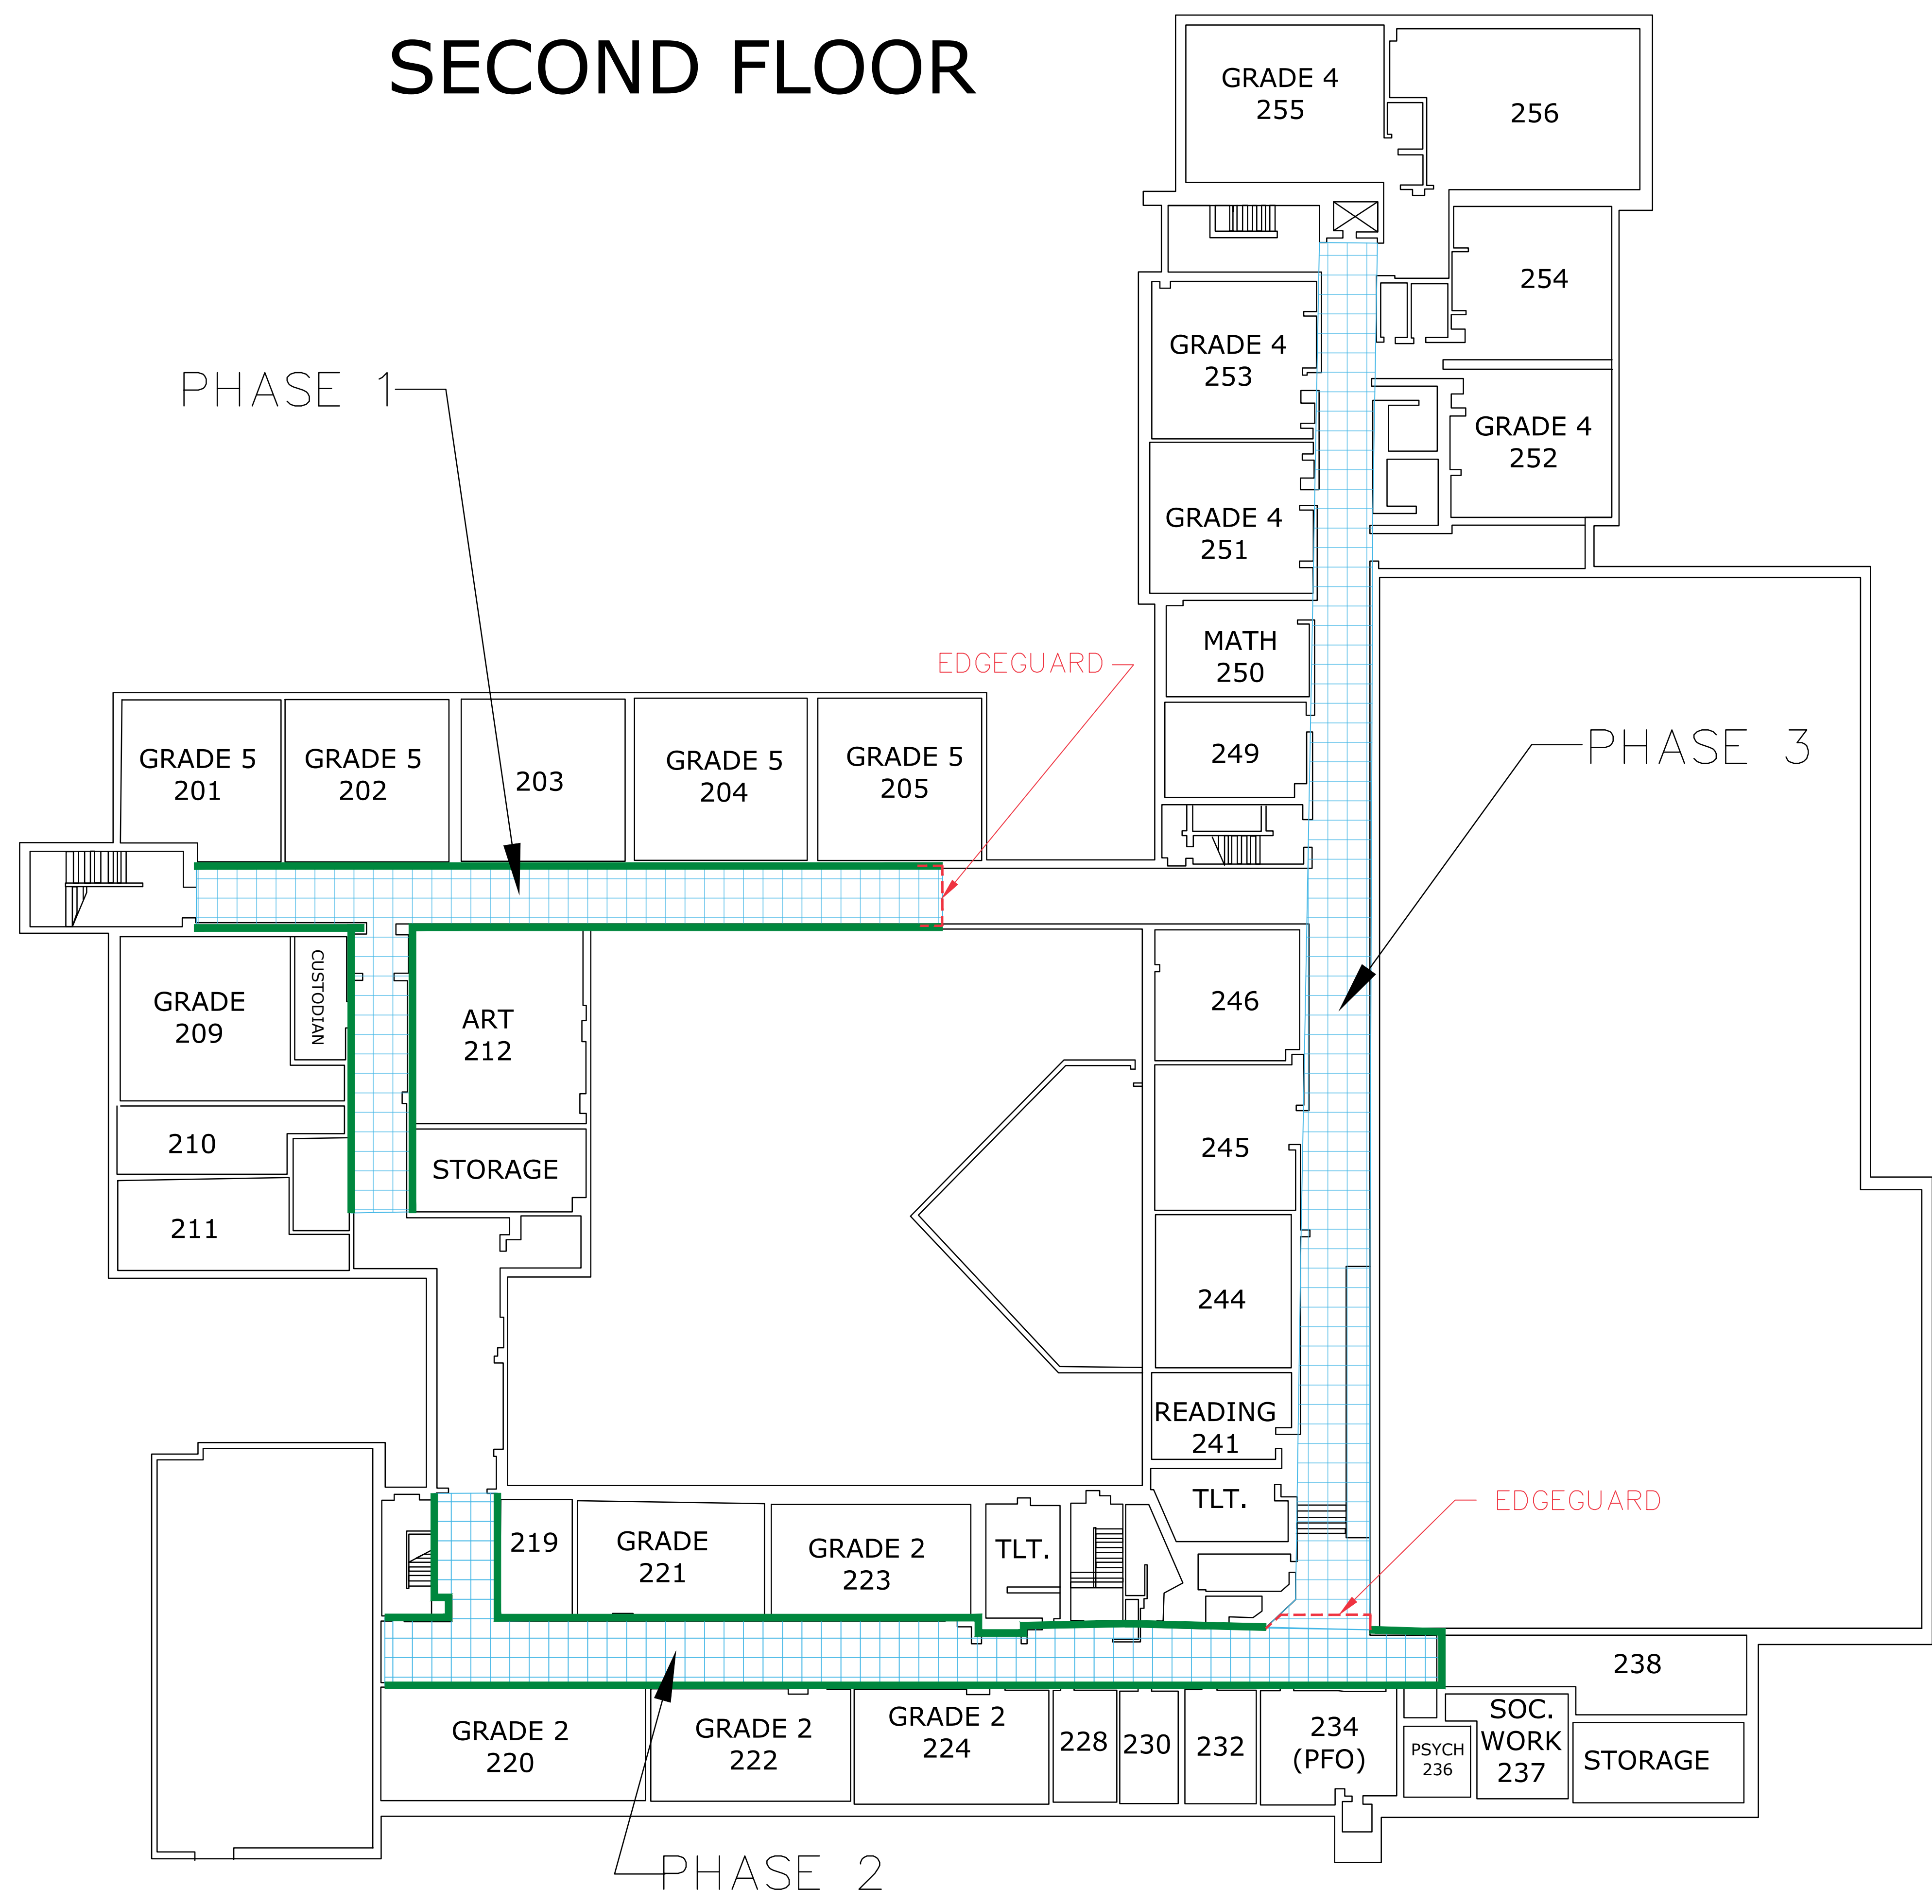 SECOND FLOOR
GRADE 4
255
256
254
PHASE 1
GRADE 4
253
GRADE 4
252
GRADE 4
251
EDGEGUARD
MATH
250
PHASE 3
249
GRADE 5
201
GRADE 5
202
203
GRADE 5
204
GRADE 5
205
CUSTODIAN
GRADE
209
ART
212
246
210
STORAGE
245
211
244
READING
241
TLT.
EDGEGUARD
219
GRADE
221
GRADE 2
223
TLT.
238
GRADE 2
220
GRADE 2
222
GRADE 2
224
228
230
232
234
(PFO)
PSYCH
236
SOC.
WORK
237
STORAGE
PHASE 2